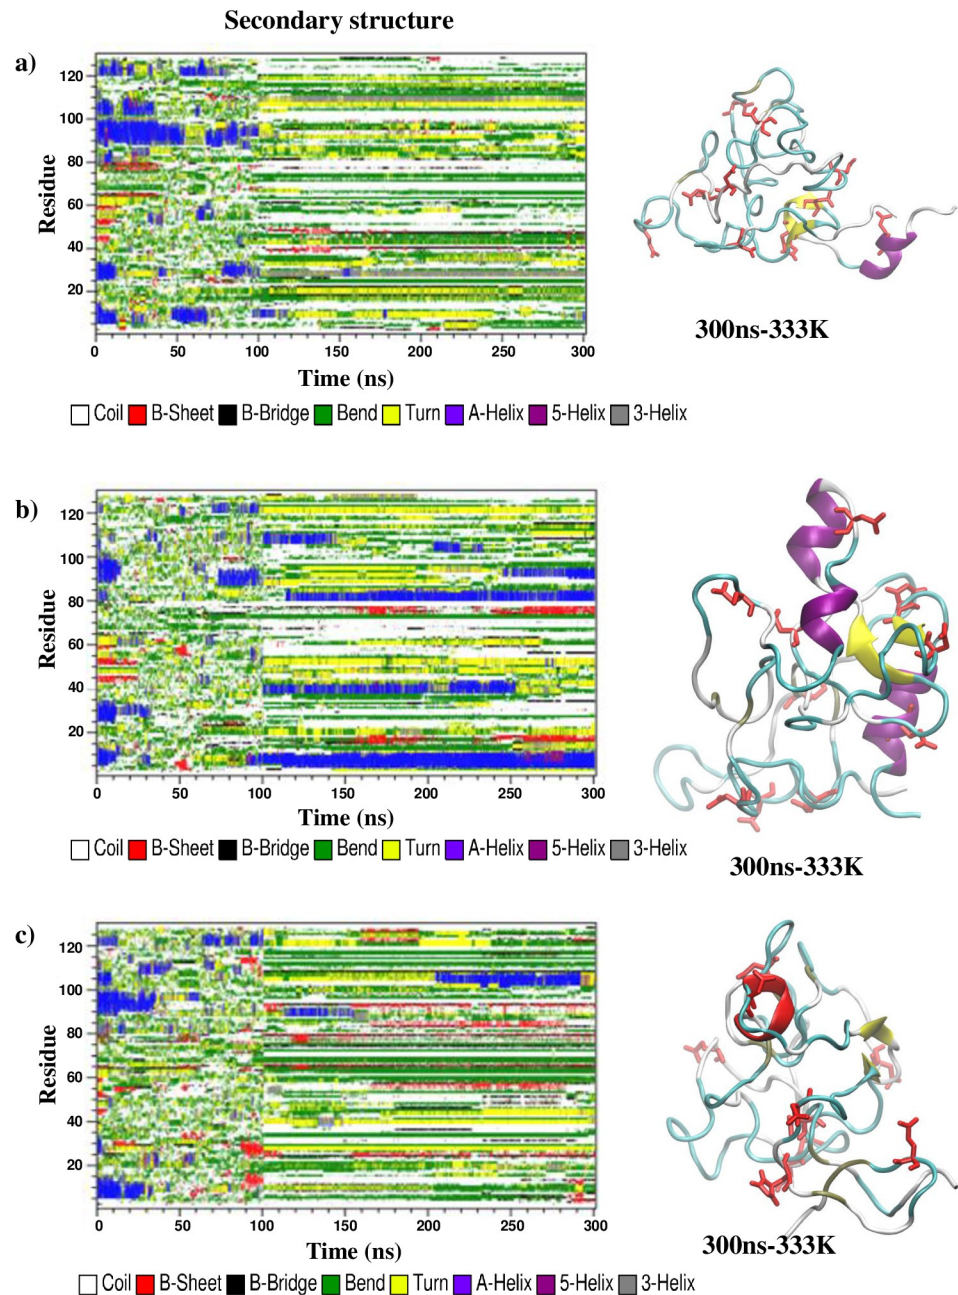 Secondary structure
a)
Residue
120
100
80
60
40
20
0 50 100 150 200 250 300
Time (ns)
Coil B-Sheet B-Bridge Bend Turn A-Helix 5-Helix 3-Helix
300ns-333K
b)
Residue
120
100
80
60
40
20
0 50 100 150 200 250 300
Time (ns)
Coil B-Sheet B-Bridge Bend Turn A-Helix 5-Helix 3-Helix
300ns-333K
c)
Residue
120
100
80
60
40
20
0 50 100 150 200 250 300
Time (ns)
Coil B-Sheet B-Bridge Bend Turn A-Helix 5-Helix 3-Helix
300ns-333K